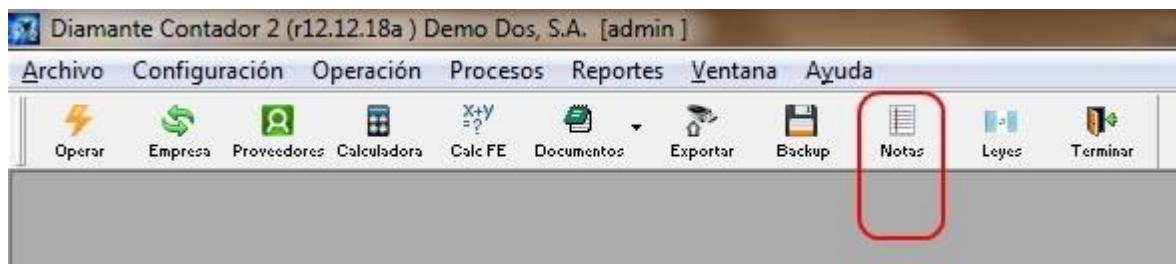 Diamante Contador 2 (r12.12.18a ) Demo Dos, S.A. [admin ]
Archivo Configuración Operación Procesos Reportes Ventana Ayuda
X+Y
=?
Operar Empresa Proveedores Calculadora Calc FE Documentos Exportar Backup Notas Leyes Terminar